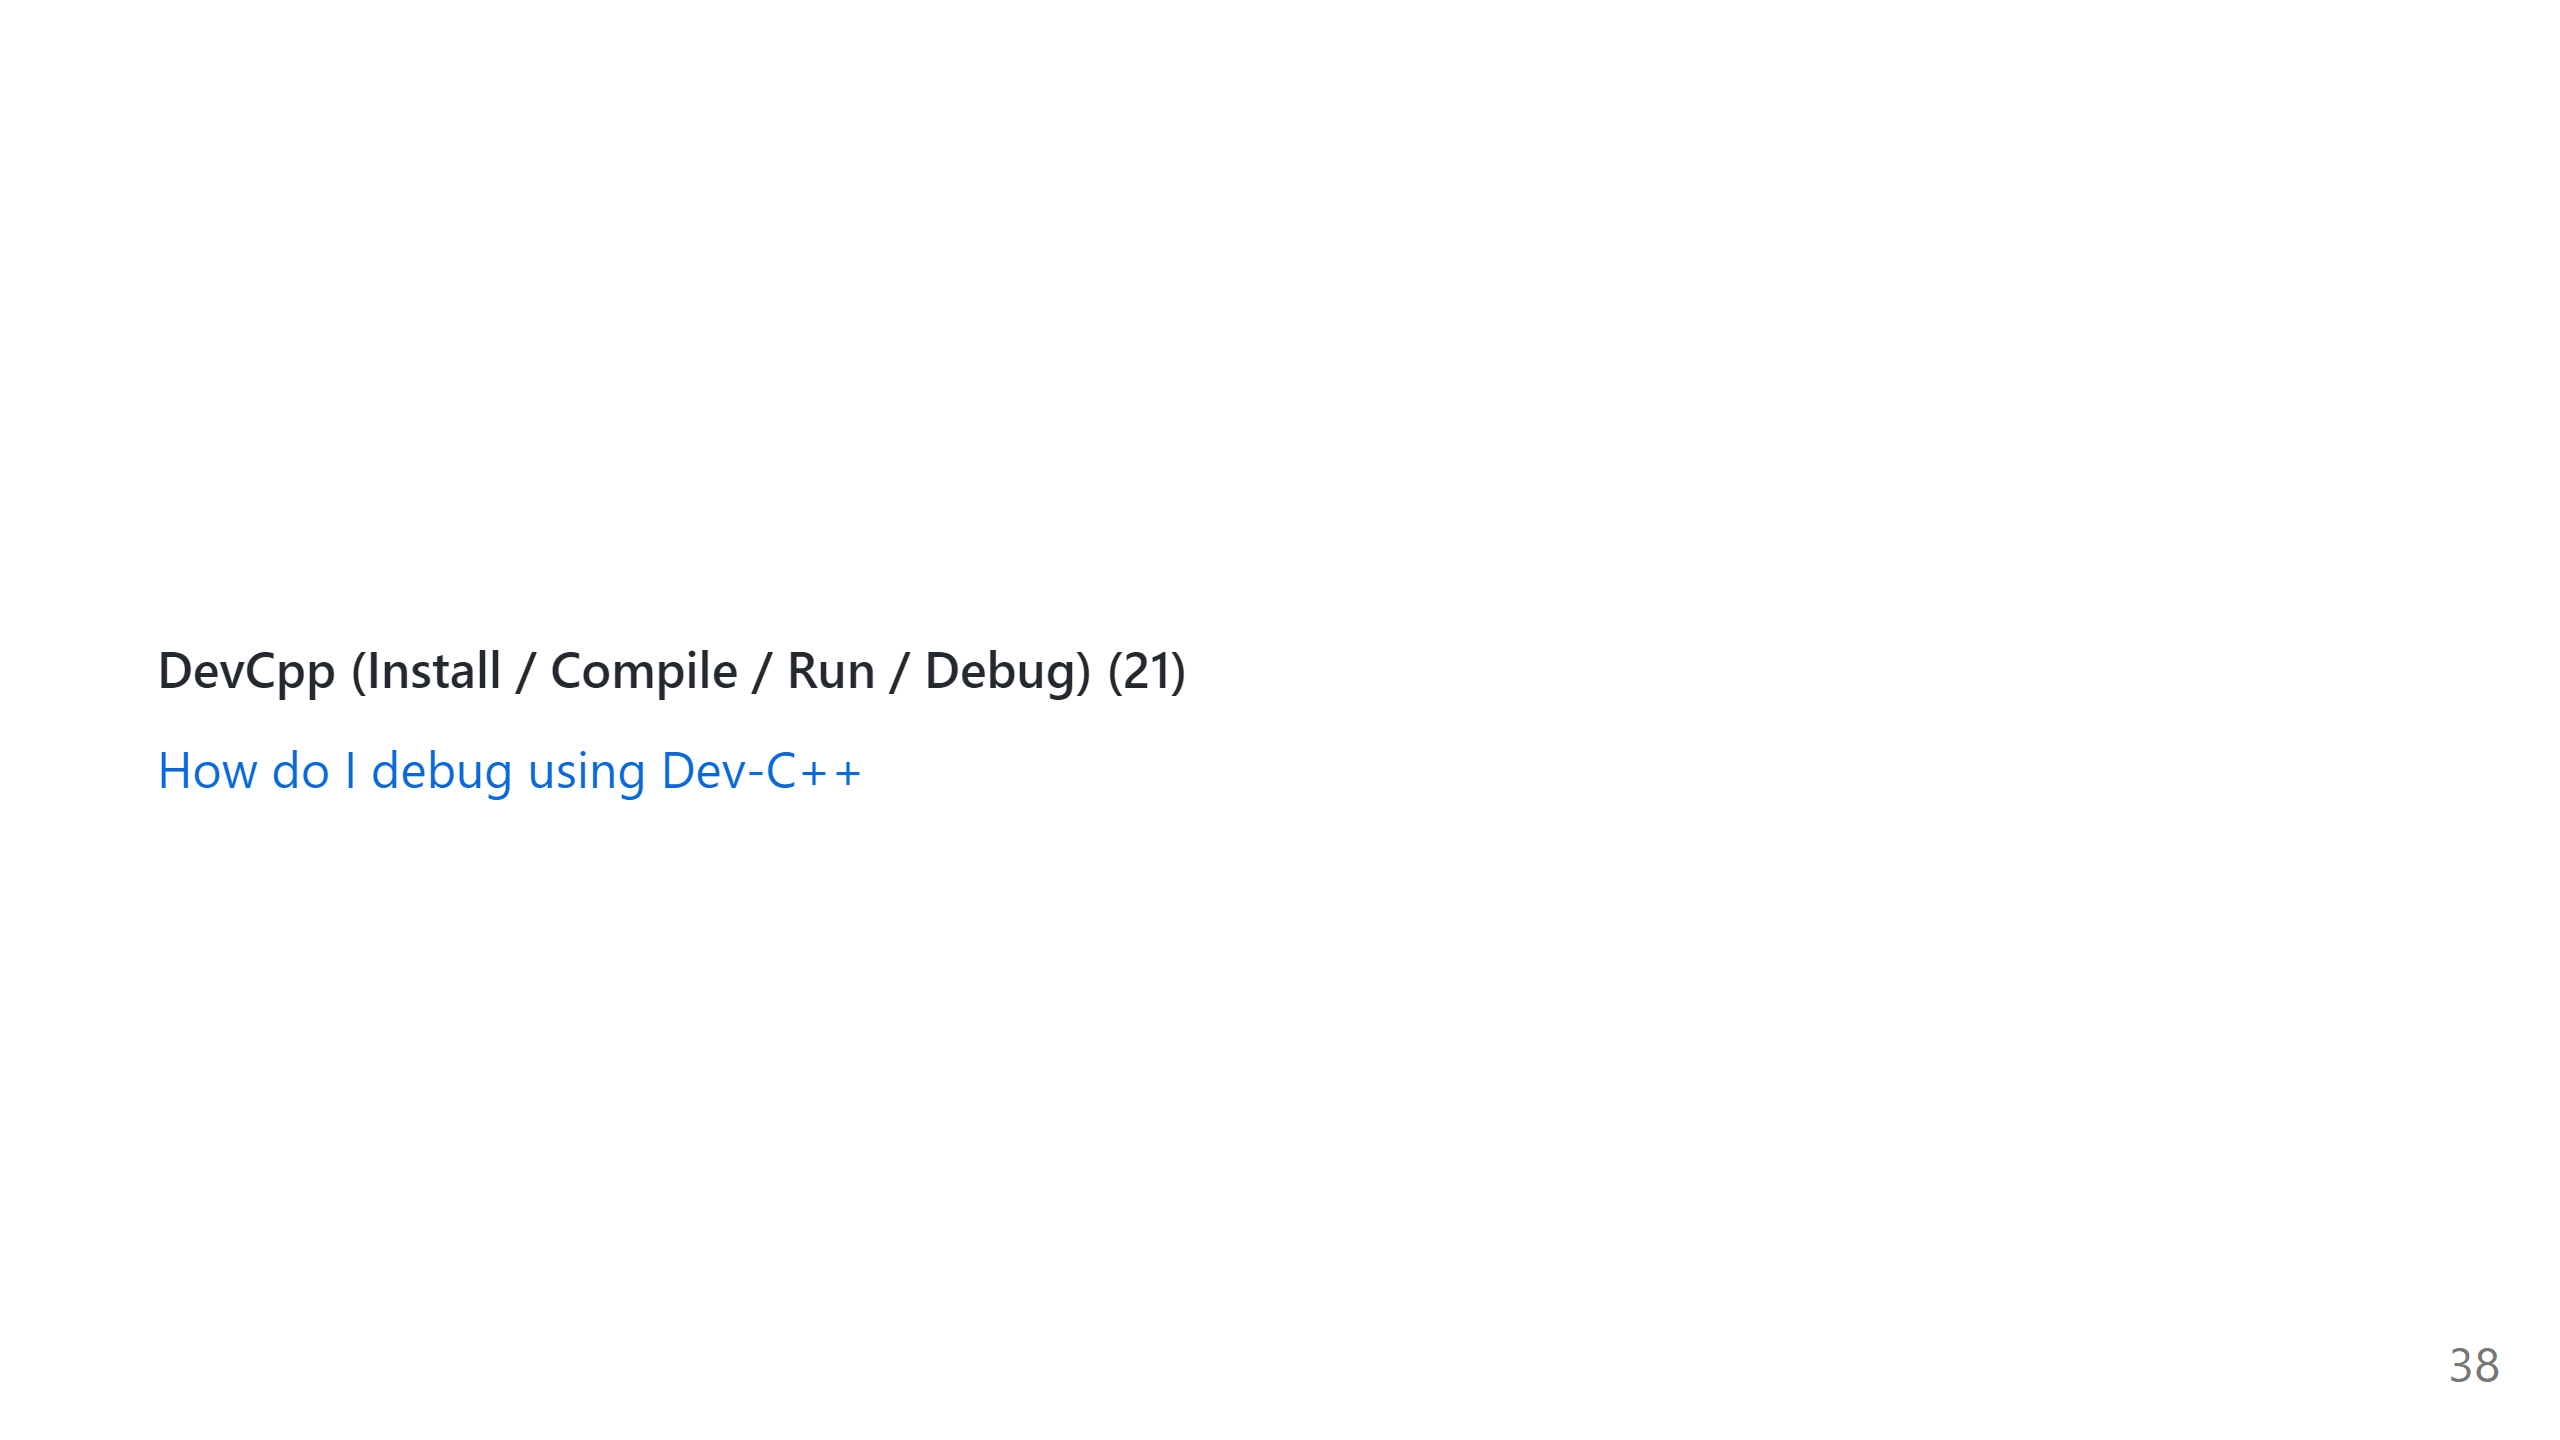 DevCpp (Install / Compile / Run / Debug) (21)
How do I debug using Dev-C++
38